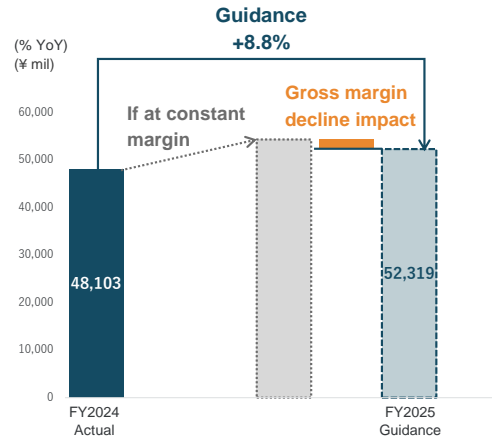 Guidance
+8.8%
(% YoY)
(¥ mil)
Gross margin
decline impact
If at constant
margin
60,000
50,000
40,000
30,000
20,000
10,000
0
48,103
52,319
FY2024
Actual
FY2025
Guidance